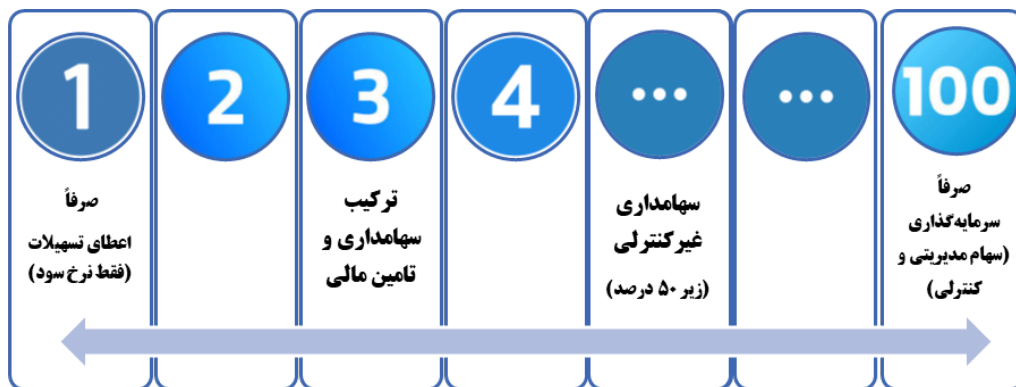 1
صرفاً
اعطای تسهیلات
(فقط نرخ سود)
2
3
ترکیب
سهامداری و
تامین مالی
4
...
سهامداری
غیرکنترلی
(زیر ۵۰ درصد)
...
100
صرفاً
سرمایه‌گذاری
(سهام مدیریتی و
کنترلی)